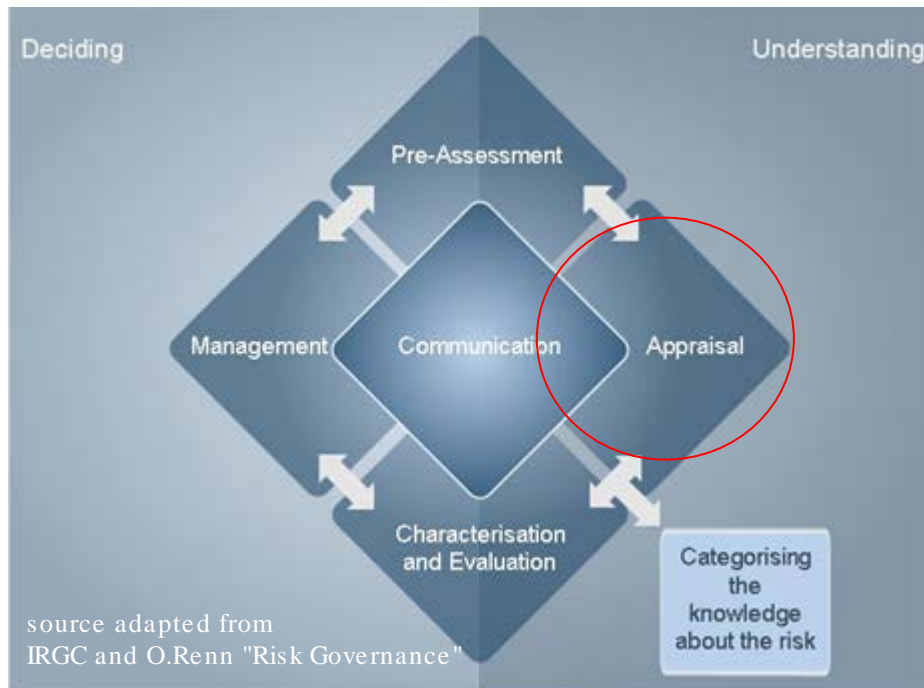 Deciding
Understanding
Pre-Assessment
Management
Communication
Appraisal
Characterisation
and Evaluation
Categorising
the
knowledge
about the risk
source adapted from
IRGC and O.Renn "Risk Governance"